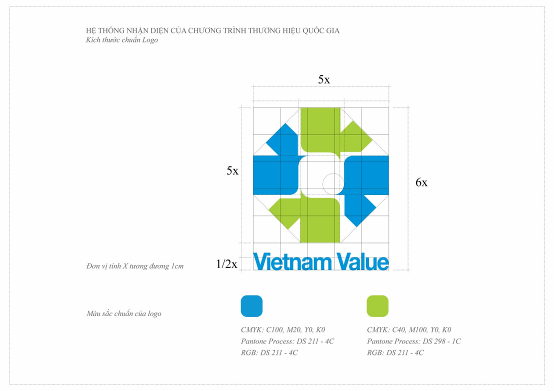 HỆ THỐNG NHẬN DIỆN CỦA CHƯƠNG TRÌNH THƯƠNG HIỆU QUỐC GIA
Kích thước chuẩn Logo
5x
5x
6x
1/2x
Vietnam Value
Đơn vị tính X tương đương 1cm
Màu sắc chuẩn của logo
CMYK: C100, M20, Y0, K0
Pantone Process: DS 211 - 4C
RGB: DS 211 - 4C
CMYK: C40, M100, Y0, K0
Pantone Process: DS 298 - 1C
RGB: DS 211 - 4C